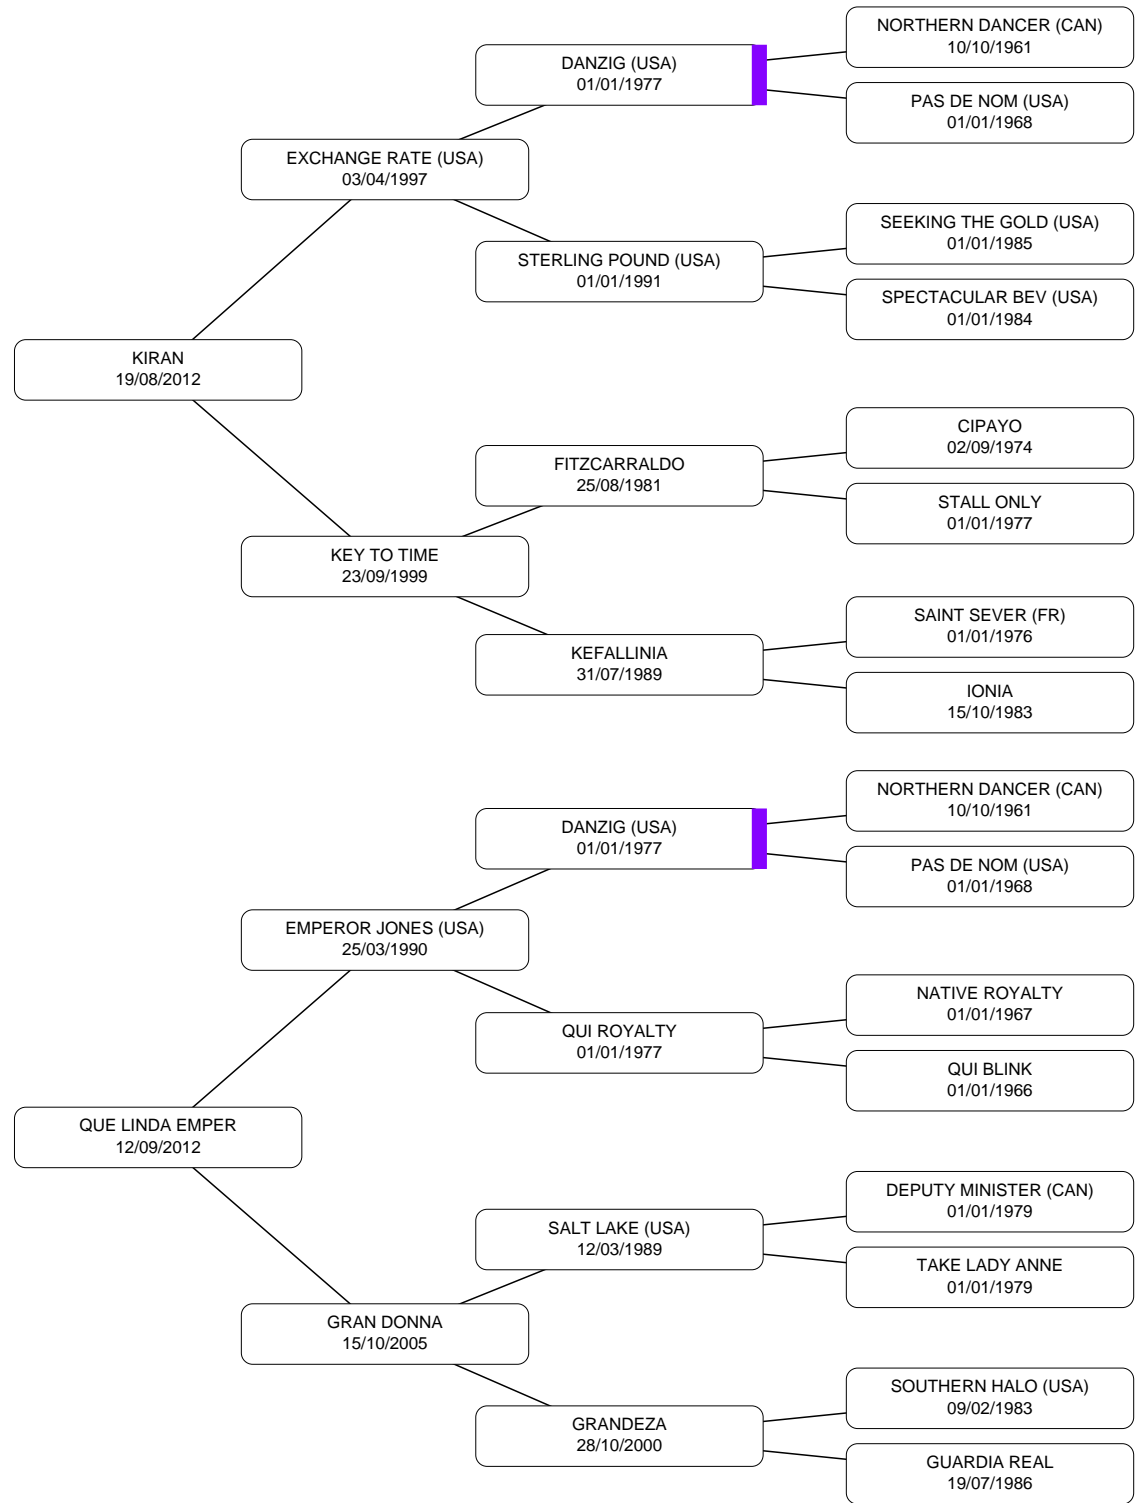 NORTHERN DANCER (CAN)
10/10/1961
DANZIG (USA)
01/01/1977
PAS DE NOM (USA)
01/01/1968
EXCHANGE RATE (USA)
03/04/1997
SEEKING THE GOLD (USA)
01/01/1985
STERLING POUND (USA)
01/01/1991
SPECTACULAR BEV (USA)
01/01/1984
KIRAN
19/08/2012
CIPAYO
02/09/1974
FITZCARRALDO
25/08/1981
STALL ONLY
01/01/1977
KEY TO TIME
23/09/1999
SAINT SEVER (FR)
01/01/1976
KEFALLINIA
31/07/1989
IONIA
15/10/1983
NORTHERN DANCER (CAN)
10/10/1961
DANZIG (USA)
01/01/1977
PAS DE NOM (USA)
01/01/1968
EMPEROR JONES (USA)
25/03/1990
NATIVE ROYALTY
01/01/1967
QUI ROYALTY
01/01/1977
QUI BLINK
01/01/1966
QUE LINDA EMPER
12/09/2012
DEPUTY MINISTER (CAN)
01/01/1979
SALT LAKE (USA)
12/03/1989
TAKE LADY ANNE
01/01/1979
GRAN DONNA
15/10/2005
SOUTHERN HALO (USA)
09/02/1983
GRANDEZA
28/10/2000
GUARDIA REAL
19/07/1986